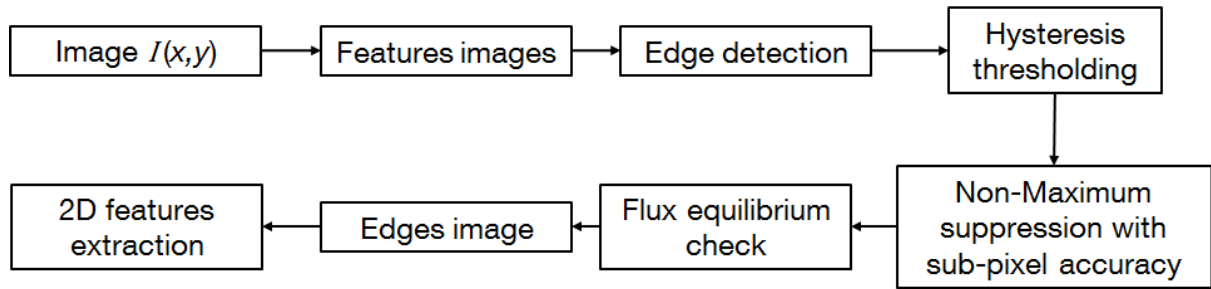 Image I(x,y)
Features images
Edge detection
Hysteresis
thresholding
Non-Maximum
suppression with
sub-pixel accuracy
Flux equilibrium
check
Edges image
2D features
extraction